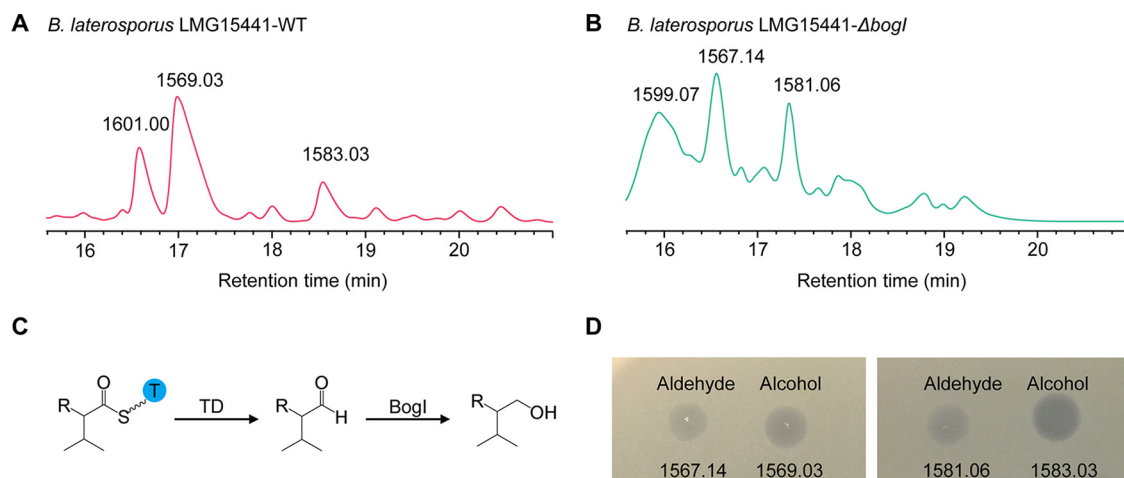 A B. laterosporus LMG15441-WT
1601.00
1569.03
1583.03
16 17 18 19 20
Retention time (min)
B B. laterosporus LMG15441-ΔbogI
1599.07
1567.14
1581.06
16 17 18 19 20
Retention time (min)
C
R O S T
TD
R O H
BogI
R OH
D
Aldehyde Alcohol
1567.14 1569.03
Aldehyde Alcohol
1581.06 1583.03